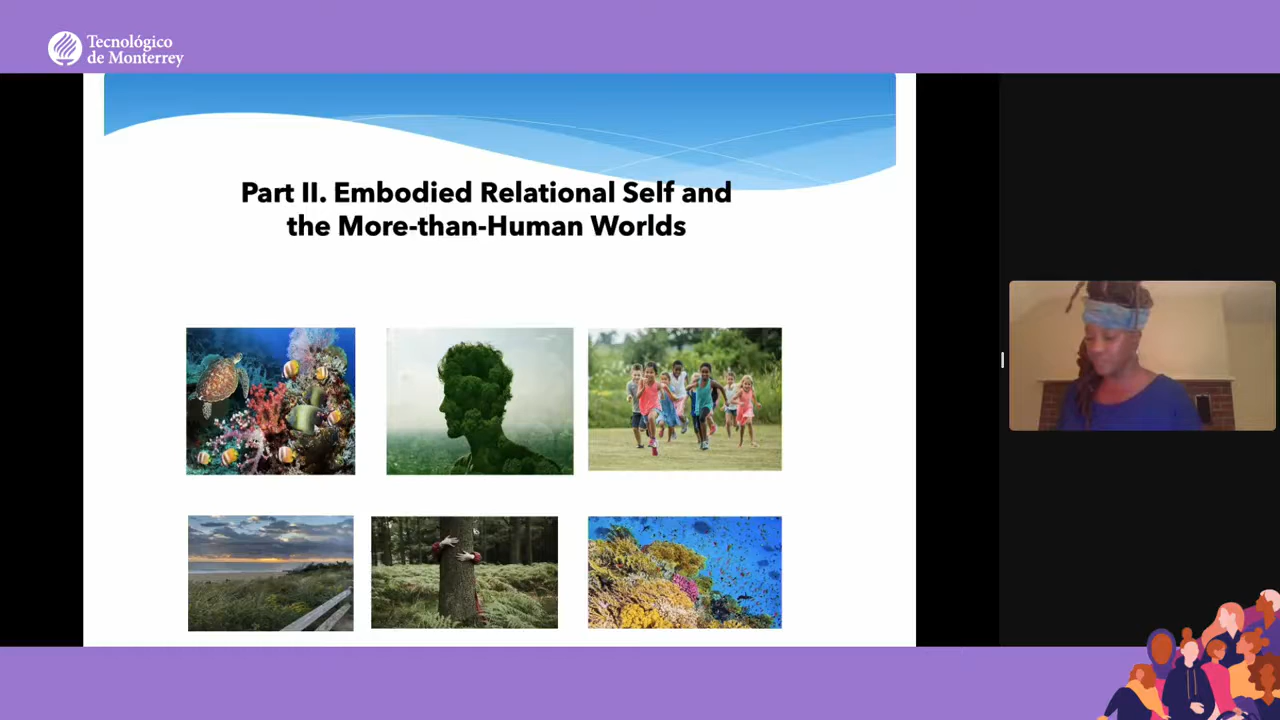 Tecnológico
de Monterrey
Part II. Embodied Relational Self and
the More-than-Human Worlds